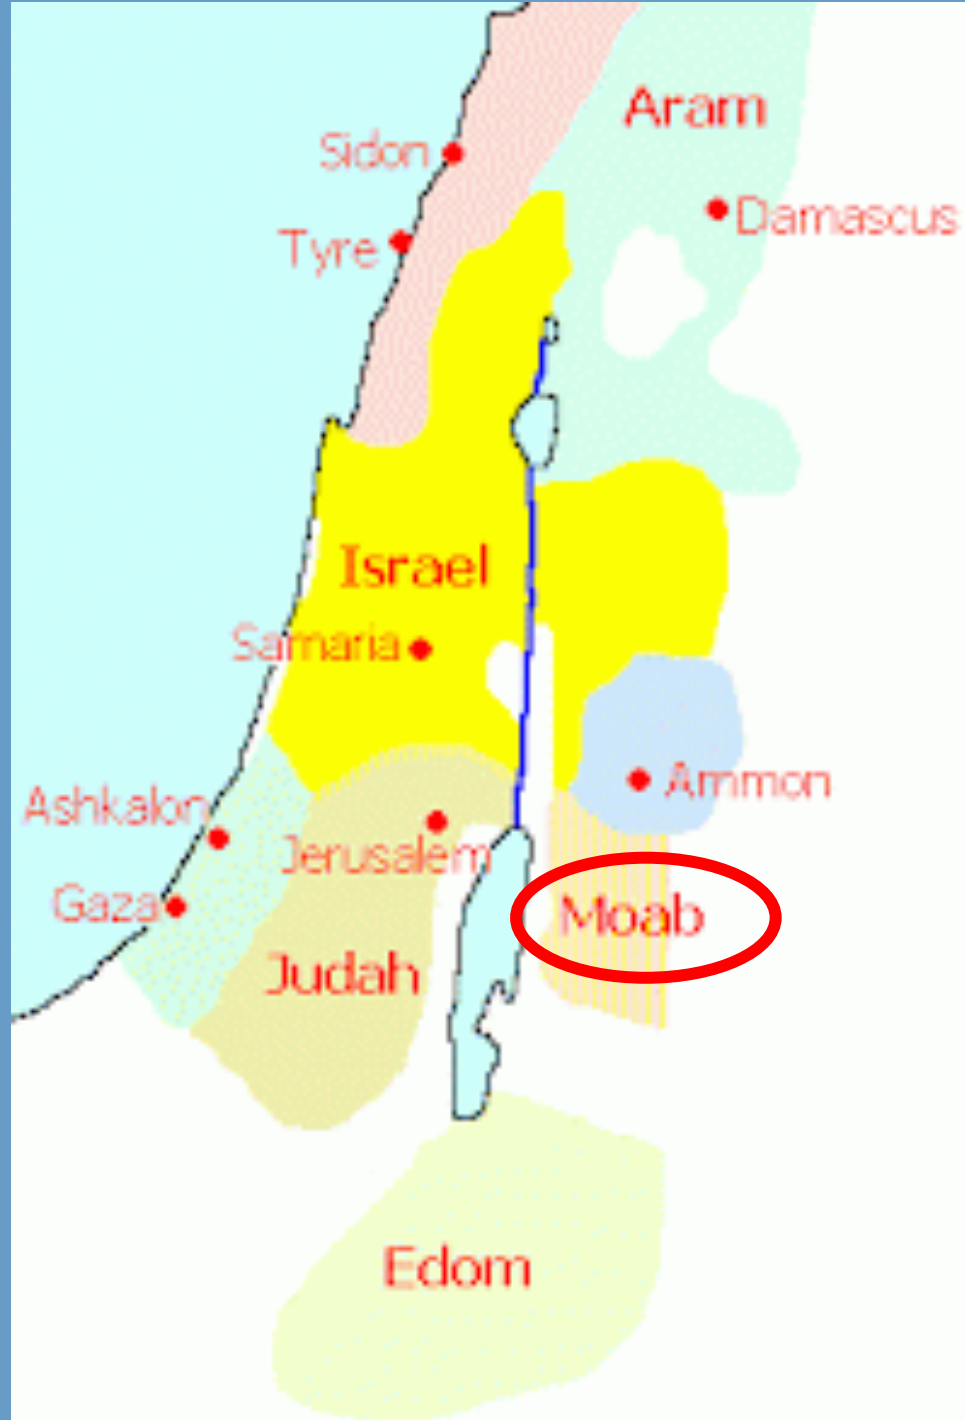 Aram
Sidon
Damascus
Tyre
Israel
Samaria
Ammon
Ashkalon
Jerusalem
Gaza
Moab
Judah
Edom